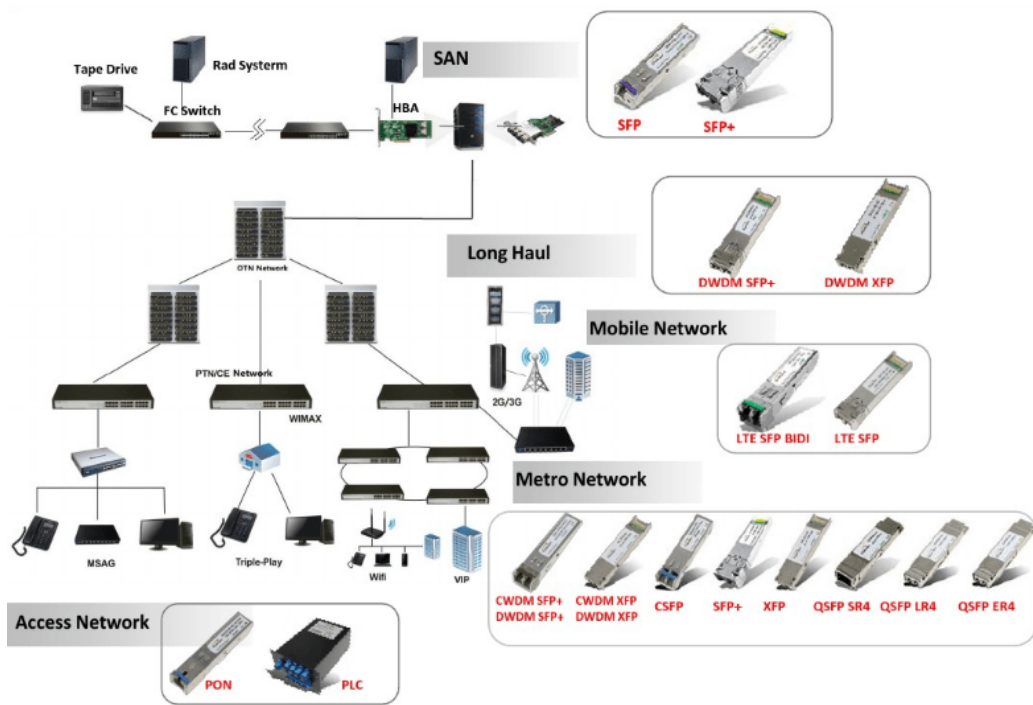 SAN
Tape Drive
Rad Systerm
FC Switch
HBA
SFP
SFP+
OTN Network
Long Haul
DWDM SFP+
DWDM XFP
Mobile Network
PTN/CE Network
WIMAX
2G/3G
LTE SFP BIDI
LTE SFP
Metro Network
MSAG
Triple-Play
Wifi
VIP
CWDM SFP+
DWDM SFP+
CWDM XFP
DWDM XFP
CSFP
SFP+
XFP
QSFP SR4
QSFP LR4
QSFP ER4
Access Network
PON
PLC